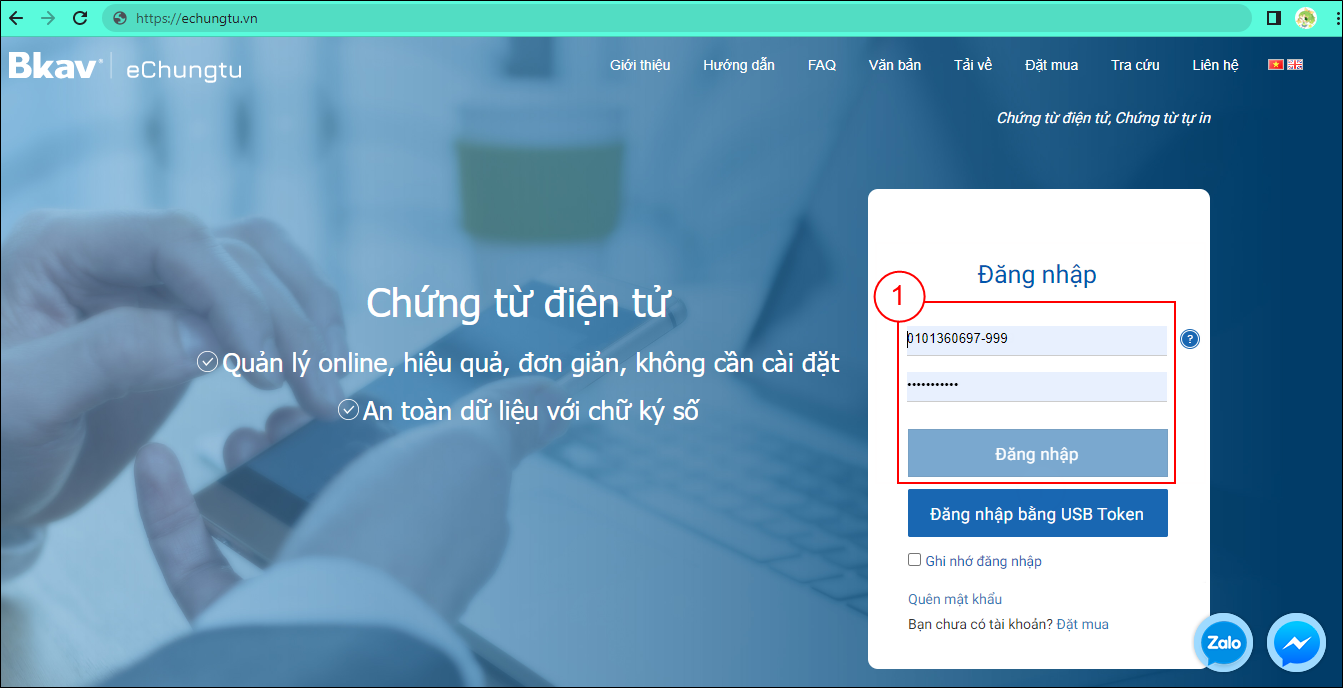 https://echungtu.vn
Bkav | eChungtu
Giới thiệu Hướng dẫn FAQ Văn bản Tải về Đặt mua Tra cứu Liên hệ
Chứng từ điện tử, Chứng từ tự in
Đăng nhập
1
0101360697-999
?
•••••••••••
Chứng từ điện tử
Quản lý online, hiệu quả, đơn giản, không cần cài đặt
An toàn dữ liệu với chữ ký số
Đăng nhập
Đăng nhập bằng USB Token
Ghi nhớ đăng nhập
Quên mật khẩu
Bạn chưa có tài khoản? Đặt mua
Zalo